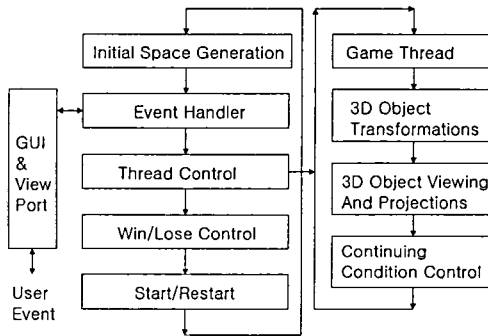 Initial Space Generation
Event Handler
Thread Control
Win/Lose Control
Start/Restart
GUI
&
View
Port
User
Event
Game Thread
3D Object
Transformations
3D Object Viewing
And Projections
Continuing
Condition Control